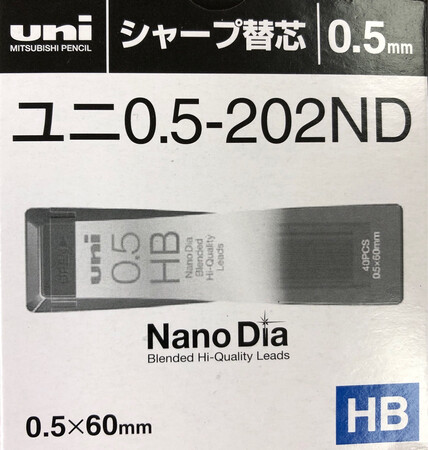 uni
MITSUBISHI PENCIL
シャープ替芯
0.5mm
ユニ0.5-202ND
OPEN
uni
0.5
HB
Nano Dia
Blended
Hi-Quality
Leads
40PCS
0.5×60mm
Nano Dia
Blended Hi-Quality Leads
0.5×60mm
HB